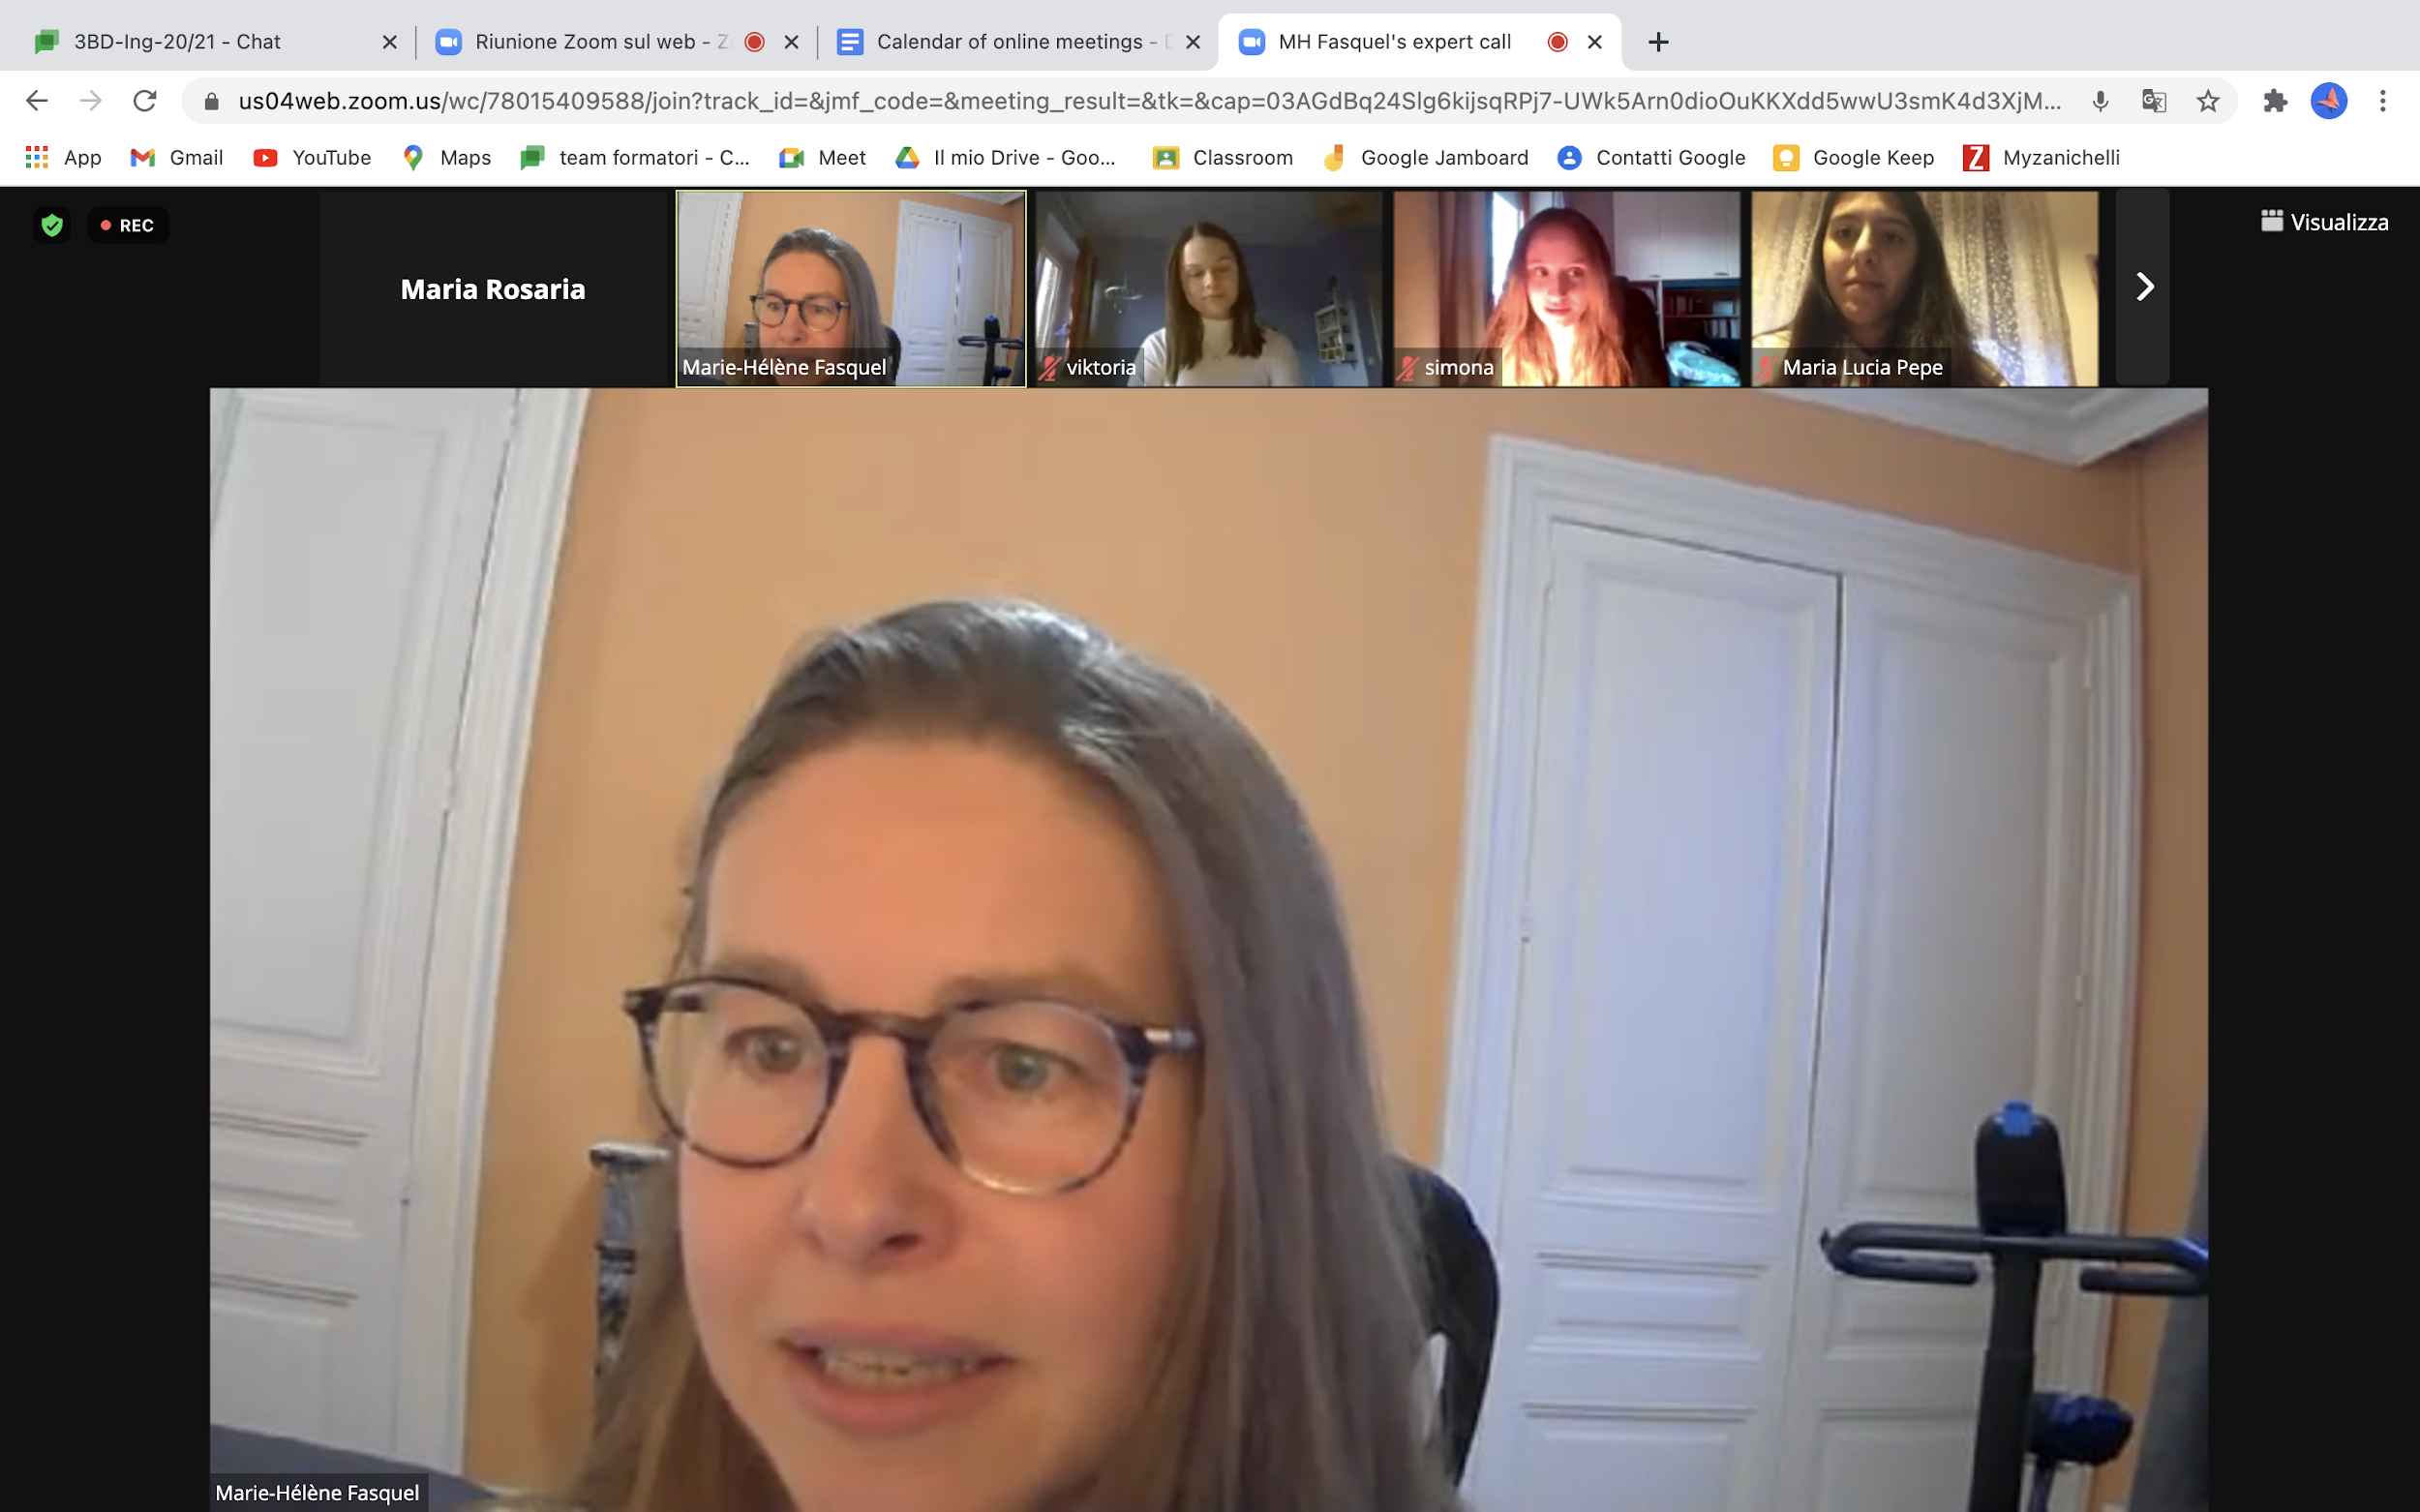 3BD-Ing-20/21 - Chat
Riunione Zoom sul web - Z
Calendar of online meetings - D
MH Fasquel's expert call
us04web.zoom.us/wc/78015409588/join?track_id=&jmf_code=&meeting_result=&tk=&cap=03AGdBq24Slg6kijsqRPj7-UWk5Arn0dioOuKKXdd5wwU3smK4d3XjM...
App Gmail YouTube Maps team formatori - C... Meet Il mio Drive - Goo... Classroom Google Jamboard Contatti Google Google Keep Myzanichelli
REC
Visualizza
Maria Rosaria
Marie-Hélène Fasquel
viktoria
simona
Maria Lucia Pepe
Marie-Hélène Fasquel